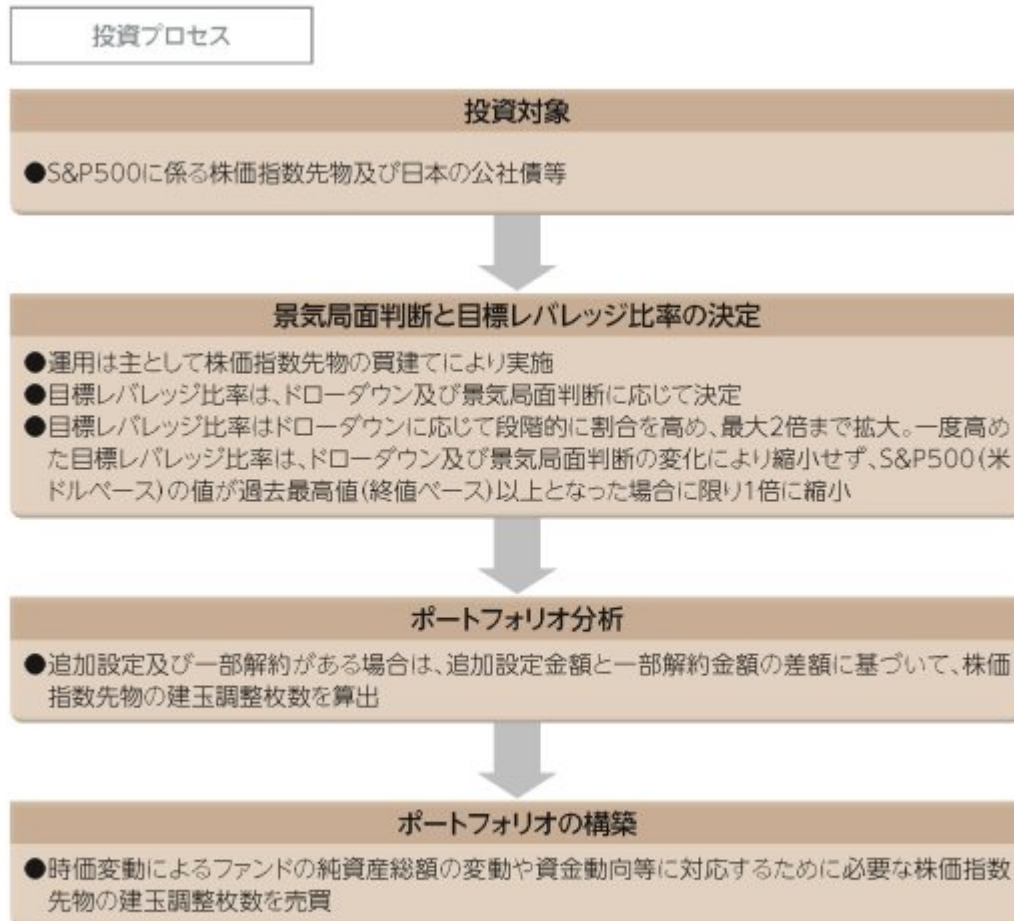 投資プロセス
投資対象
●S&P500に係る株価指数先物及び日本の公社債等
景気局面判断と目標レバレッジ比率の決定
●運用は主として株価指数先物の買建てにより実施
●目標レバレッジ比率は、ドローダウン及び景気局面判断に応じて決定
●目標レバレッジ比率はドローダウンに応じて段階的に割合を高め、最大2倍まで拡大。一度高め
た目標レバレッジ比率は、ドローダウン及び景気局面判断の変化により縮小せず、S&P500(米
ドルベース)の値が過去最高値(終値ベース)以上となった場合に限り1倍に縮小
ポートフォリオ分析
●追加設定及び一部解約がある場合は、追加設定金額と一部解約金額の差額に基づいて、株価
指数先物の建玉調整枚数を算出
ポートフォリオの構築
●時価変動によるファンドの純資産総額の変動や資金動向等に対応するために必要な株価指数
先物の建玉調整枚数を売買